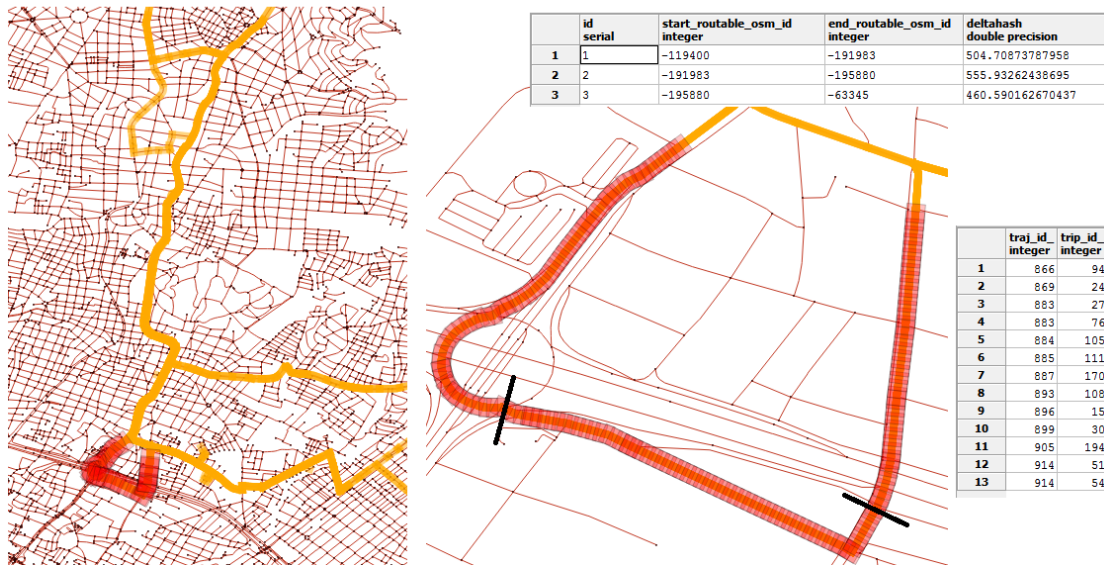 id start_routable_osm_id end_routable_osm_id deltahash
serial integer integer double precision
1 1 -119400 -191983 504.70873787958
2 2 -191983 -195880 555.93262438695
3 3 -195880 -63345 460.590162670437
traj_id_ trip_id_
integer integer
1 866 94
2 869 24
3 883 27
4 883 76
5 884 105
6 885 111
7 887 170
8 893 108
9 896 15
10 899 30
11 905 194
12 914 51
13 914 54